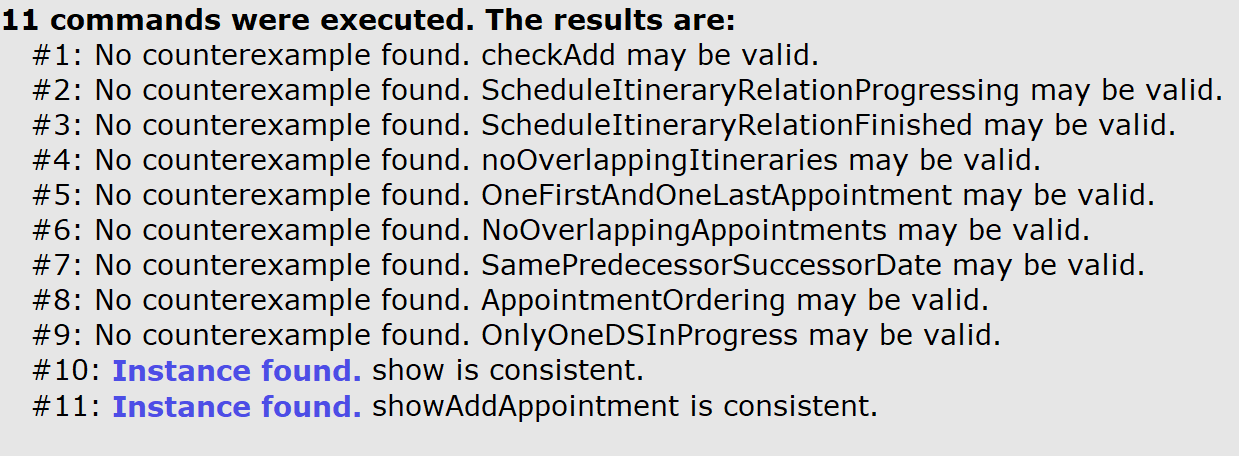 11 commands were executed. The results are:
#1: No counterexample found. checkAdd may be valid.
#2: No counterexample found. ScheduleItineraryRelationProgressing may be valid.
#3: No counterexample found. ScheduleItineraryRelationFinished may be valid.
#4: No counterexample found. noOverlappingItineraries may be valid.
#5: No counterexample found. OneFirstAndOneLastAppointment may be valid.
#6: No counterexample found. NoOverlappingAppointments may be valid.
#7: No counterexample found. SamePredecessorSuccessorDate may be valid.
#8: No counterexample found. AppointmentOrdering may be valid.
#9: No counterexample found. OnlyOneDSInProgress may be valid.
#10: Instance found. show is consistent.
#11: Instance found. showAddAppointment is consistent.